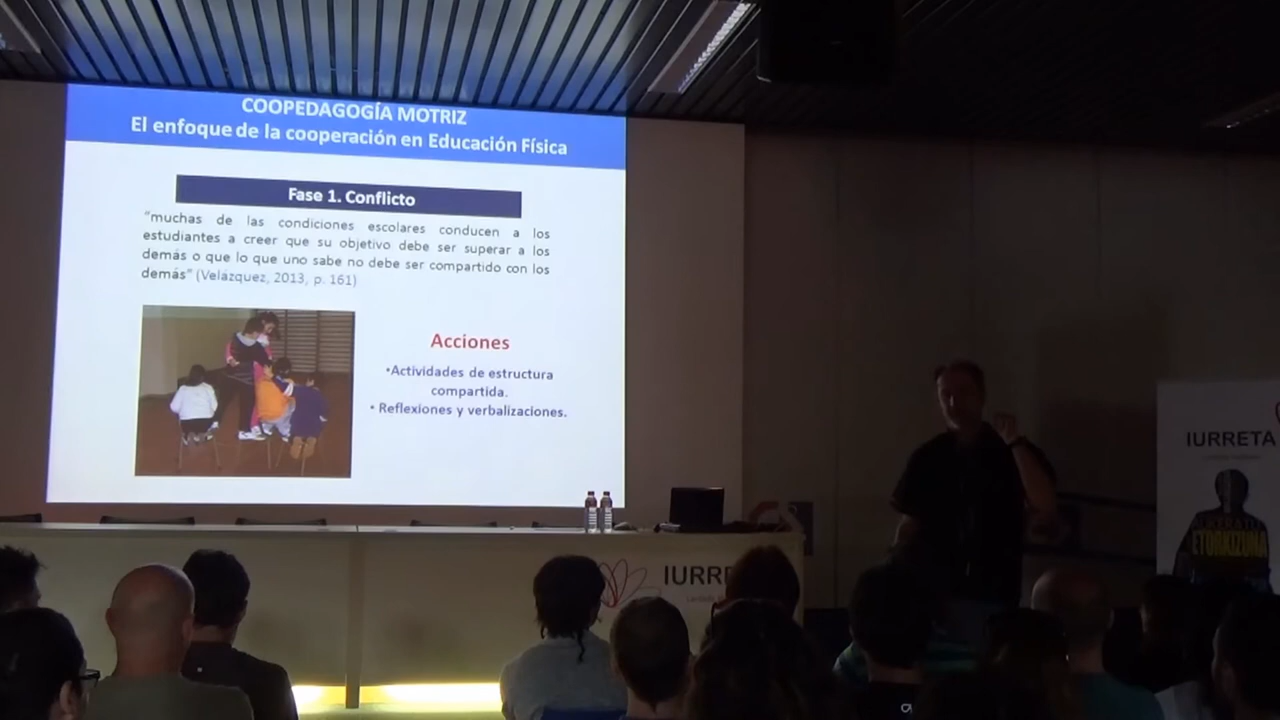 COOPEDAGOGÍA MOTRIZ
El enfoque de la cooperación en Educación Física
Fase 1. Conflicto
"muchas de las condiciones escolares conducen a los
estudiantes a creer que su objetivo debe ser superar a los
demás o que lo que uno sabe no debe ser compartido con los
demás" (Velázquez, 2013, p. 161)
Acciones
•Actividades de estructura
compartida.
• Reflexiones y verbalizaciones.
IURRETA
ETORKIZUNA
IURRE